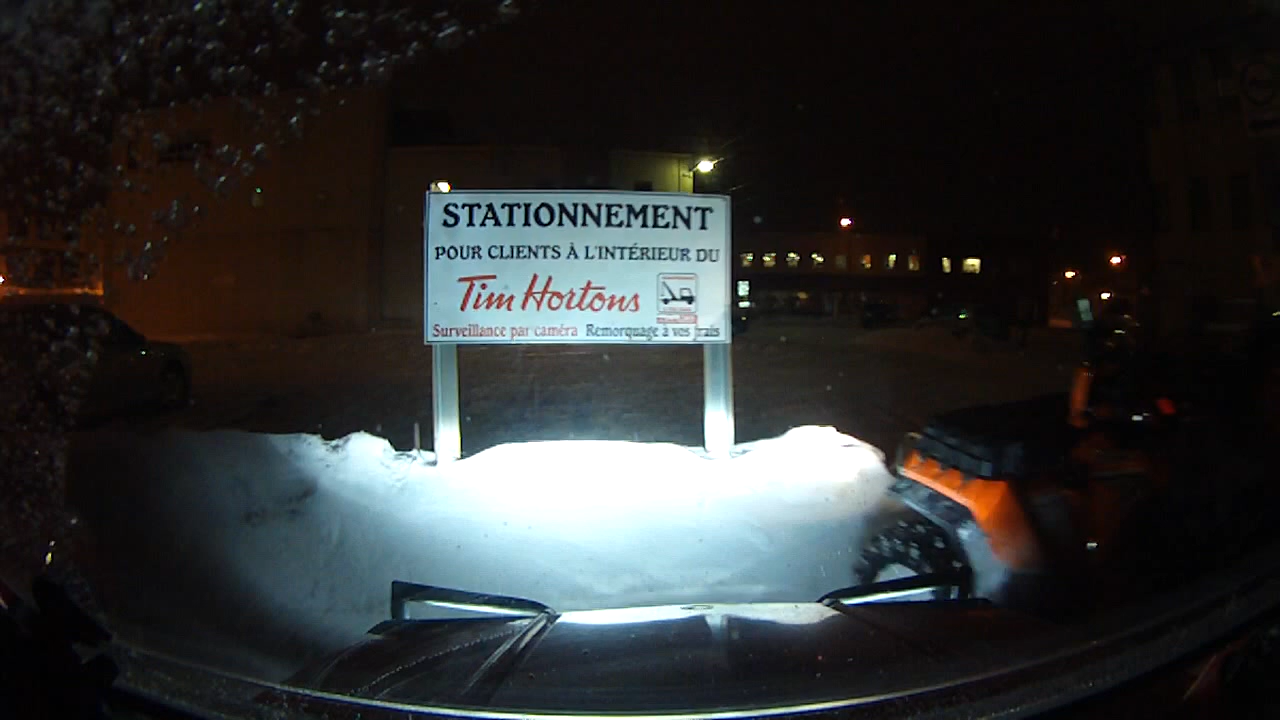 STATIONNEMENT
POUR CLIENTS À L'INTÉRIEUR DU
Tim Hortons
Surveillance par caméra Remorquage à vos frais